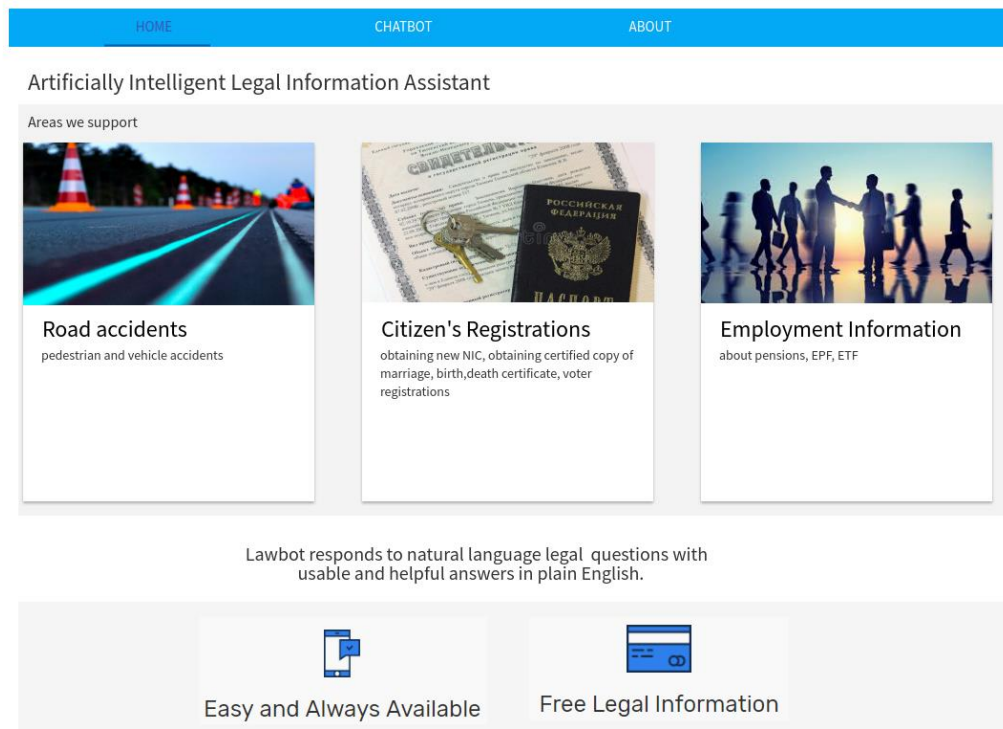 HOME
CHATBOT
ABOUT
Artificially Intelligent Legal Information Assistant
Areas we support
РОССИЙСКАЯ
ФЕДЕРАЦИЯ
ПАСПОРТ
Road accidents
pedestrian and vehicle accidents
Citizen's Registrations
obtaining new NIC, obtaining certified copy of
marriage, birth,death certificate, voter
registrations
Employment Information
about pensions, EPF, ETF
Lawbot responds to natural language legal questions with
usable and helpful answers in plain English.
Easy and Always Available
Free Legal Information